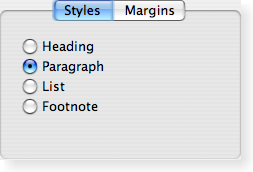 Styles Margins
Heading
Paragraph
List
Footnote